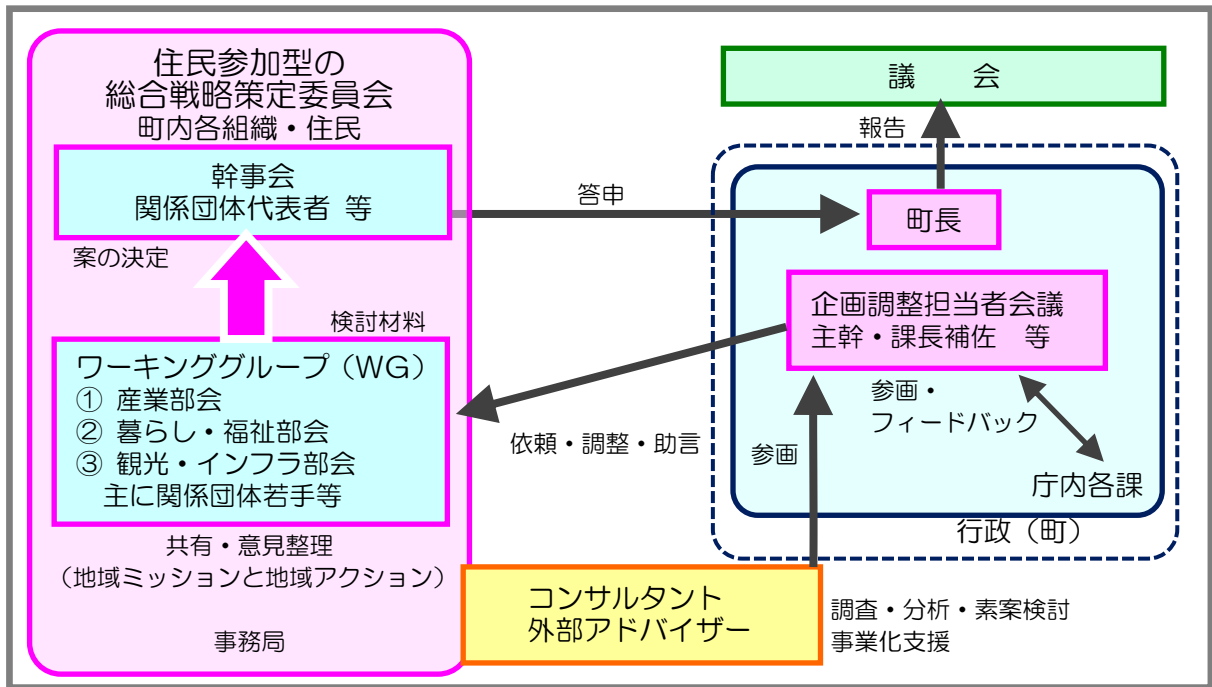 住民参加型の
総合戦略策定委員会
町内各組織・住民
幹事会
関係団体代表者 等
案の決定
検討材料
ワーキンググループ（WG）
① 産業部会
② 暮らし・福祉部会
③ 観光・インフラ部会
主に関係団体若手等
共有・意見整理
（地域ミッションと地域アクション）
事務局
答申
依頼・調整・助言
議　会
報告
町長
企画調整担当者会議
主幹・課長補佐　等
参画・
フィードバック
参画
庁内各課
行政（町）
コンサルタント
外部アドバイザー
調査・分析・素案検討
事業化支援